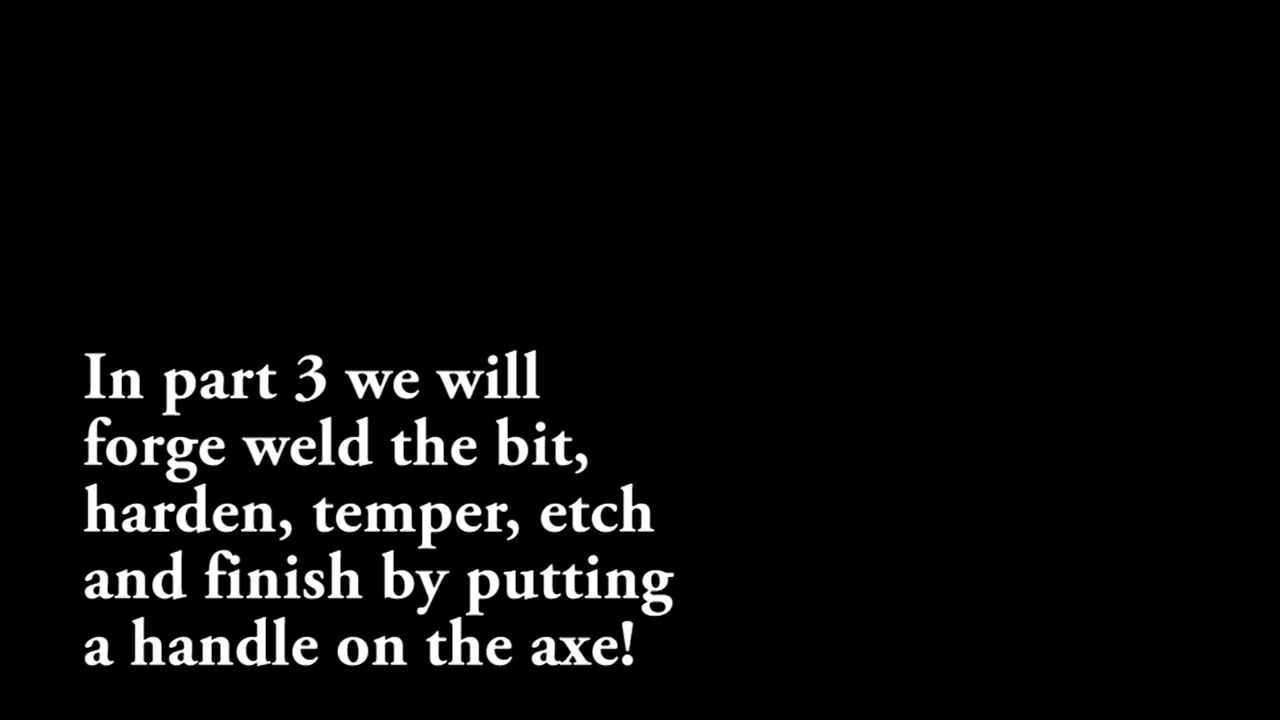 In part 3 we will
forge weld the bit,
harden, temper, etch
and finish by putting
a handle on the axe!